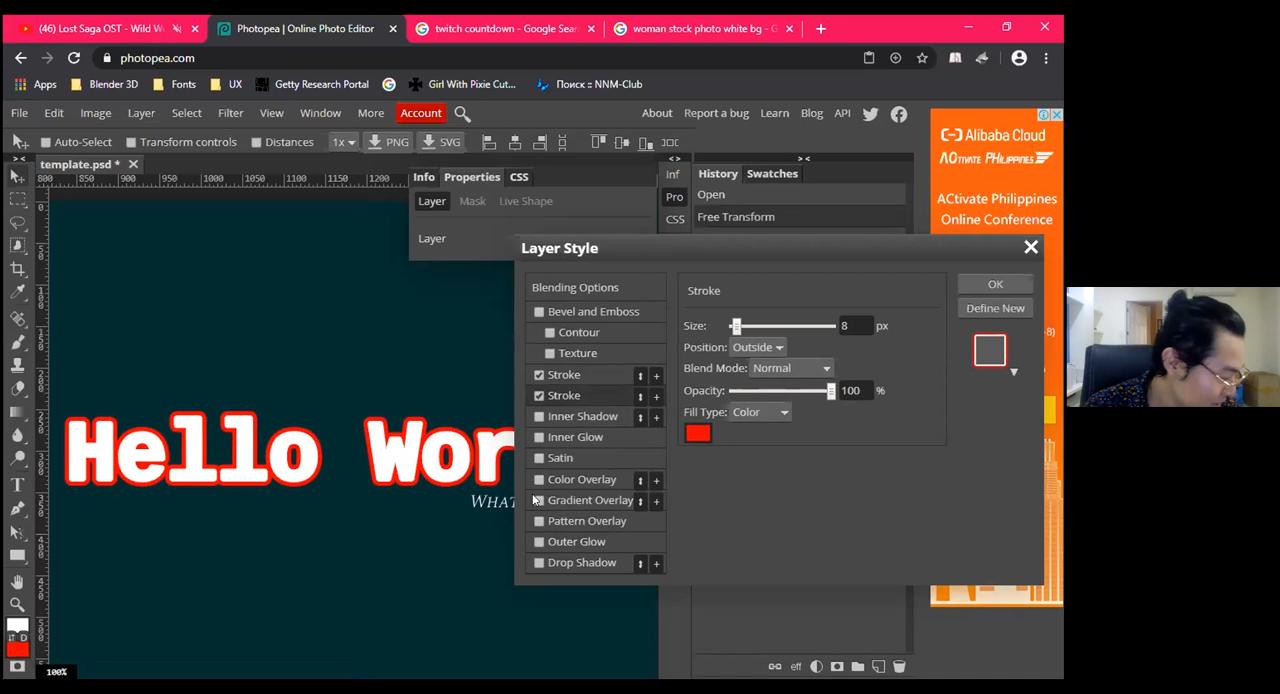 (46) Lost Saga OST - Wild W
Photopea | Online Photo Editor
twitch countdown - Google Sea
woman stock photo white bg - G
photopea.com
Apps
Blender 3D
Fonts
UX
Getty Research Portal
Girl With Pixie Cut...
Поиск :: NNM-Club
File Edit Image Layer Select Filter View Window More Account
About Report a bug Learn Blog API
Auto-Select Transform controls Distances 1x PNG SVG
template.psd *
800 850 900 950 1000 1050 1100 1150 1200
Info Properties CSS
Layer Mask Live Shape
Layer
Inf
Pro
CSS
History Swatches
Open
Free Transform
Hello Wor
What
Layer Style
Blending Options
Bevel and Emboss
Contour
Texture
Stroke
Stroke
Inner Shadow
Inner Glow
Satin
Color Overlay
Gradient Overlay
Pattern Overlay
Outer Glow
Drop Shadow
Stroke
Size: 8 px
Position: Outside
Blend Mode: Normal
Opacity: 100 %
Fill Type: Color
OK
Define New
eff
100%
D
Alibaba Cloud
ACtivate PHilippines
ACtivate Philippines
Online Conference
-8)